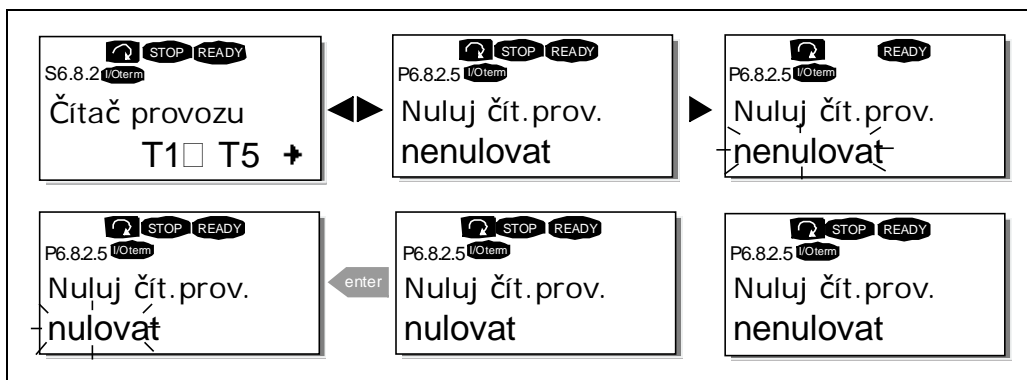 STOP READY
S6.8.2 I/Oterm
Čítač provozu
T1□ T5
STOP READY
P6.8.2.5 I/Oterm
Nuluj čít.prov.
nenulovat
READY
P6.8.2.5 I/Oterm
Nuluj čít.prov.
nenulovat
STOP READY
P6.8.2.5 I/Oterm
Nuluj čít.prov.
nulovat
enter
STOP READY
P6.8.2.5 I/Oterm
Nuluj čít.prov.
nulovat
STOP READY
P6.8.2.5 I/Oterm
Nuluj čít.prov.
nenulovat